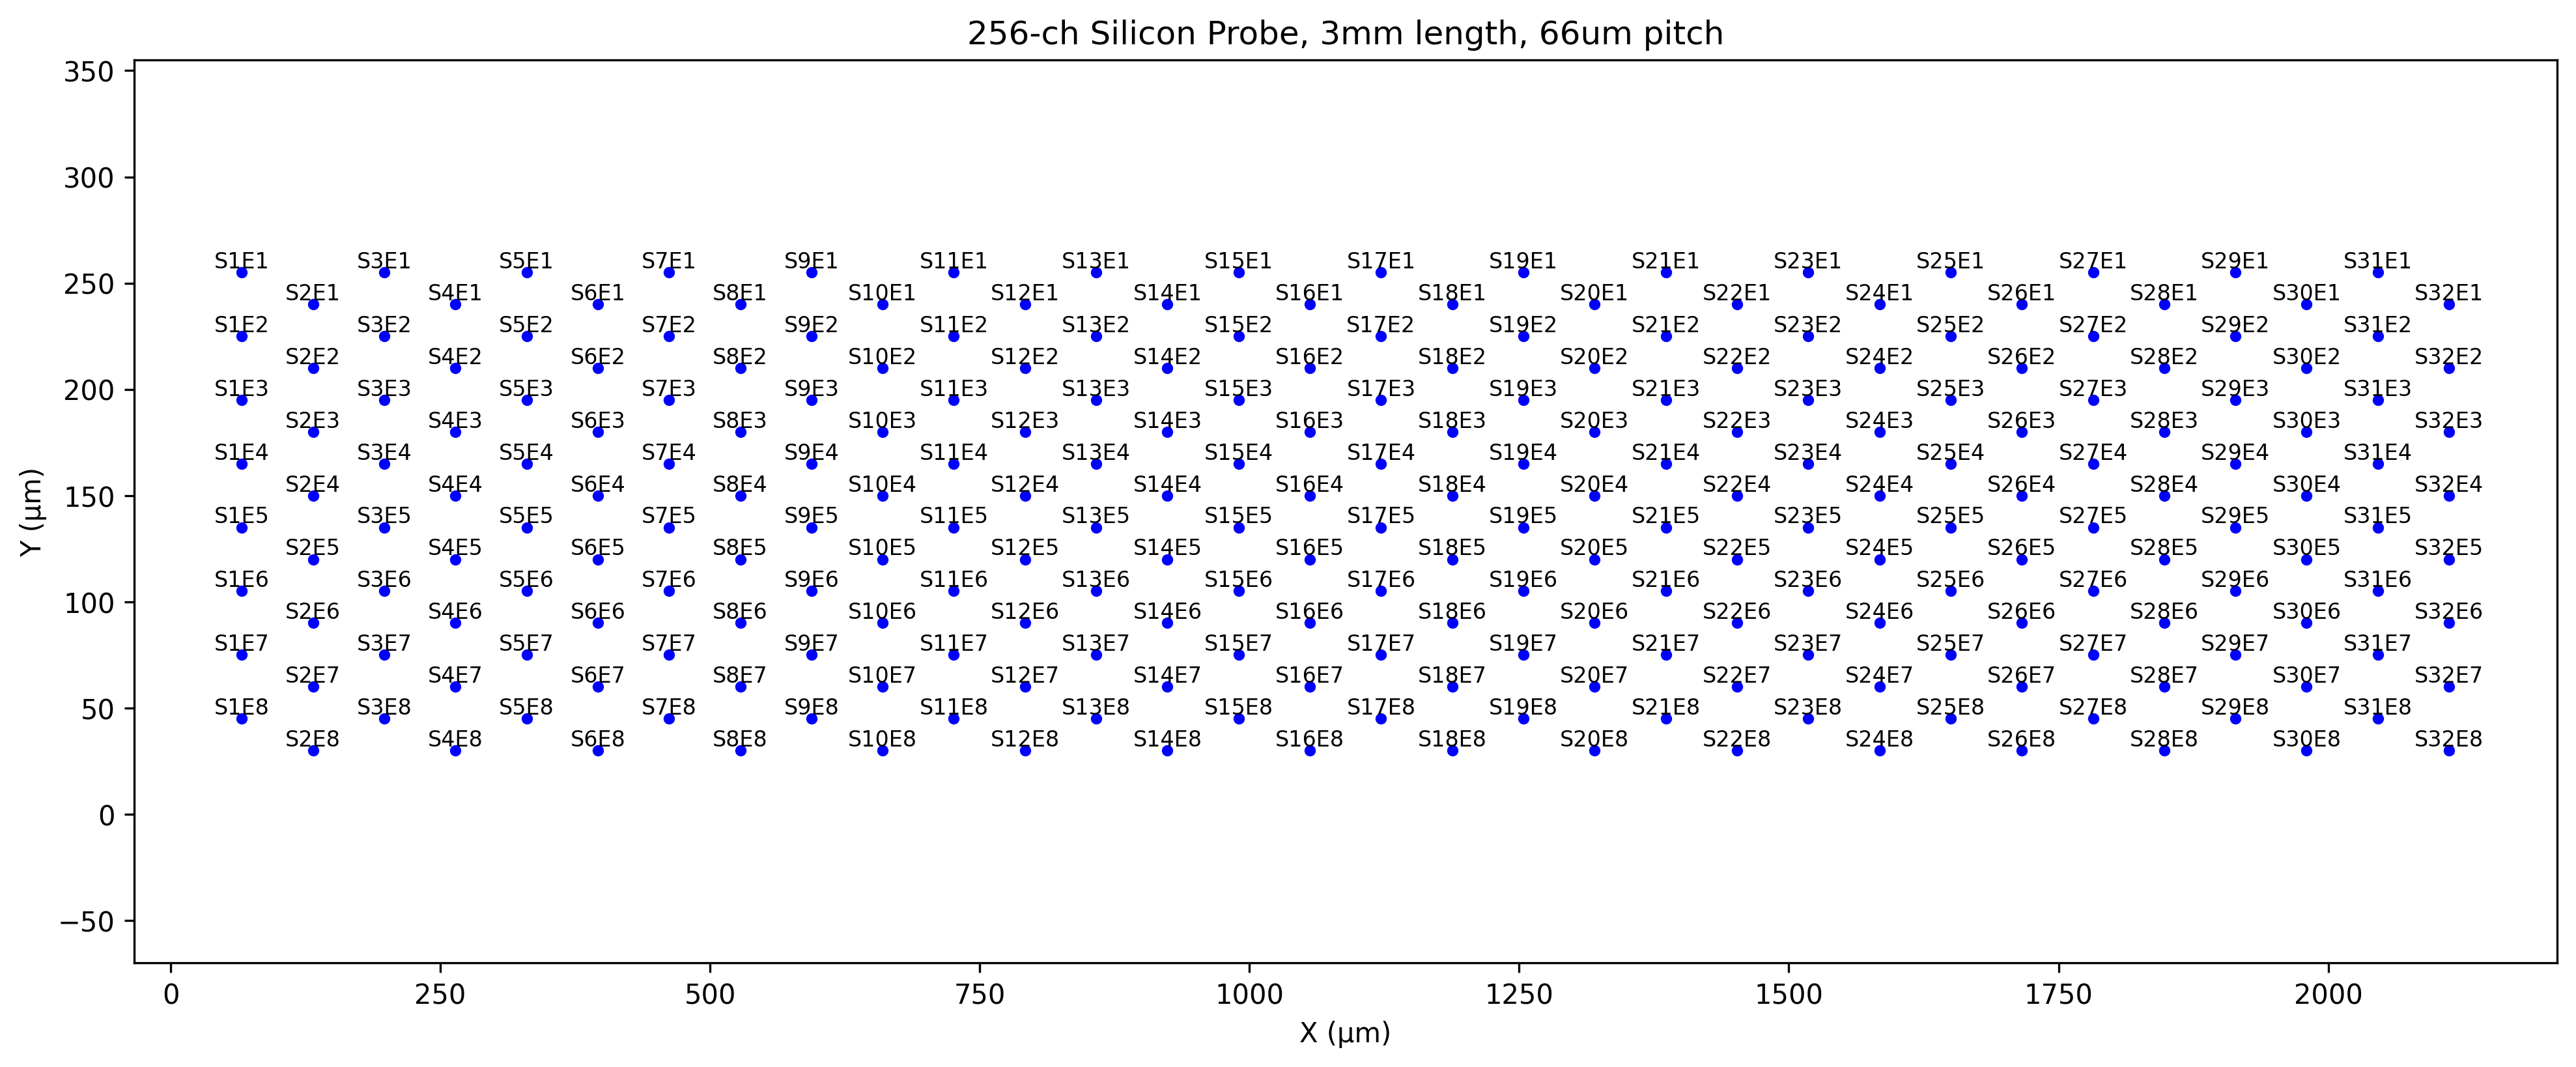 256-ch Silicon Probe, 3mm length, 66um pitch
350
300
250
200
150
100
50
0
−50
Y (µm)
S1E1 S3E1 S5E1 S7E1 S9E1 S11E1 S13E1 S15E1 S17E1 S19E1 S21E1 S23E1 S25E1 S27E1 S29E1 S31E1
S2E1 S4E1 S6E1 S8E1 S10E1 S12E1 S14E1 S16E1 S18E1 S20E1 S22E1 S24E1 S26E1 S28E1 S30E1 S32E1
S1E2 S3E2 S5E2 S7E2 S9E2 S11E2 S13E2 S15E2 S17E2 S19E2 S21E2 S23E2 S25E2 S27E2 S29E2 S31E2
S2E2 S4E2 S6E2 S8E2 S10E2 S12E2 S14E2 S16E2 S18E2 S20E2 S22E2 S24E2 S26E2 S28E2 S30E2 S32E2
S1E3 S3E3 S5E3 S7E3 S9E3 S11E3 S13E3 S15E3 S17E3 S19E3 S21E3 S23E3 S25E3 S27E3 S29E3 S31E3
S2E3 S4E3 S6E3 S8E3 S10E3 S12E3 S14E3 S16E3 S18E3 S20E3 S22E3 S24E3 S26E3 S28E3 S30E3 S32E3
S1E4 S3E4 S5E4 S7E4 S9E4 S11E4 S13E4 S15E4 S17E4 S19E4 S21E4 S23E4 S25E4 S27E4 S29E4 S31E4
S2E4 S4E4 S6E4 S8E4 S10E4 S12E4 S14E4 S16E4 S18E4 S20E4 S22E4 S24E4 S26E4 S28E4 S30E4 S32E4
S1E5 S3E5 S5E5 S7E5 S9E5 S11E5 S13E5 S15E5 S17E5 S19E5 S21E5 S23E5 S25E5 S27E5 S29E5 S31E5
S2E5 S4E5 S6E5 S8E5 S10E5 S12E5 S14E5 S16E5 S18E5 S20E5 S22E5 S24E5 S26E5 S28E5 S30E5 S32E5
S1E6 S3E6 S5E6 S7E6 S9E6 S11E6 S13E6 S15E6 S17E6 S19E6 S21E6 S23E6 S25E6 S27E6 S29E6 S31E6
S2E6 S4E6 S6E6 S8E6 S10E6 S12E6 S14E6 S16E6 S18E6 S20E6 S22E6 S24E6 S26E6 S28E6 S30E6 S32E6
S1E7 S3E7 S5E7 S7E7 S9E7 S11E7 S13E7 S15E7 S17E7 S19E7 S21E7 S23E7 S25E7 S27E7 S29E7 S31E7
S2E7 S4E7 S6E7 S8E7 S10E7 S12E7 S14E7 S16E7 S18E7 S20E7 S22E7 S24E7 S26E7 S28E7 S30E7 S32E7
S1E8 S3E8 S5E8 S7E8 S9E8 S11E8 S13E8 S15E8 S17E8 S19E8 S21E8 S23E8 S25E8 S27E8 S29E8 S31E8
S2E8 S4E8 S6E8 S8E8 S10E8 S12E8 S14E8 S16E8 S18E8 S20E8 S22E8 S24E8 S26E8 S28E8 S30E8 S32E8
0 250 500 750 1000 1250 1500 1750 2000
X (µm)